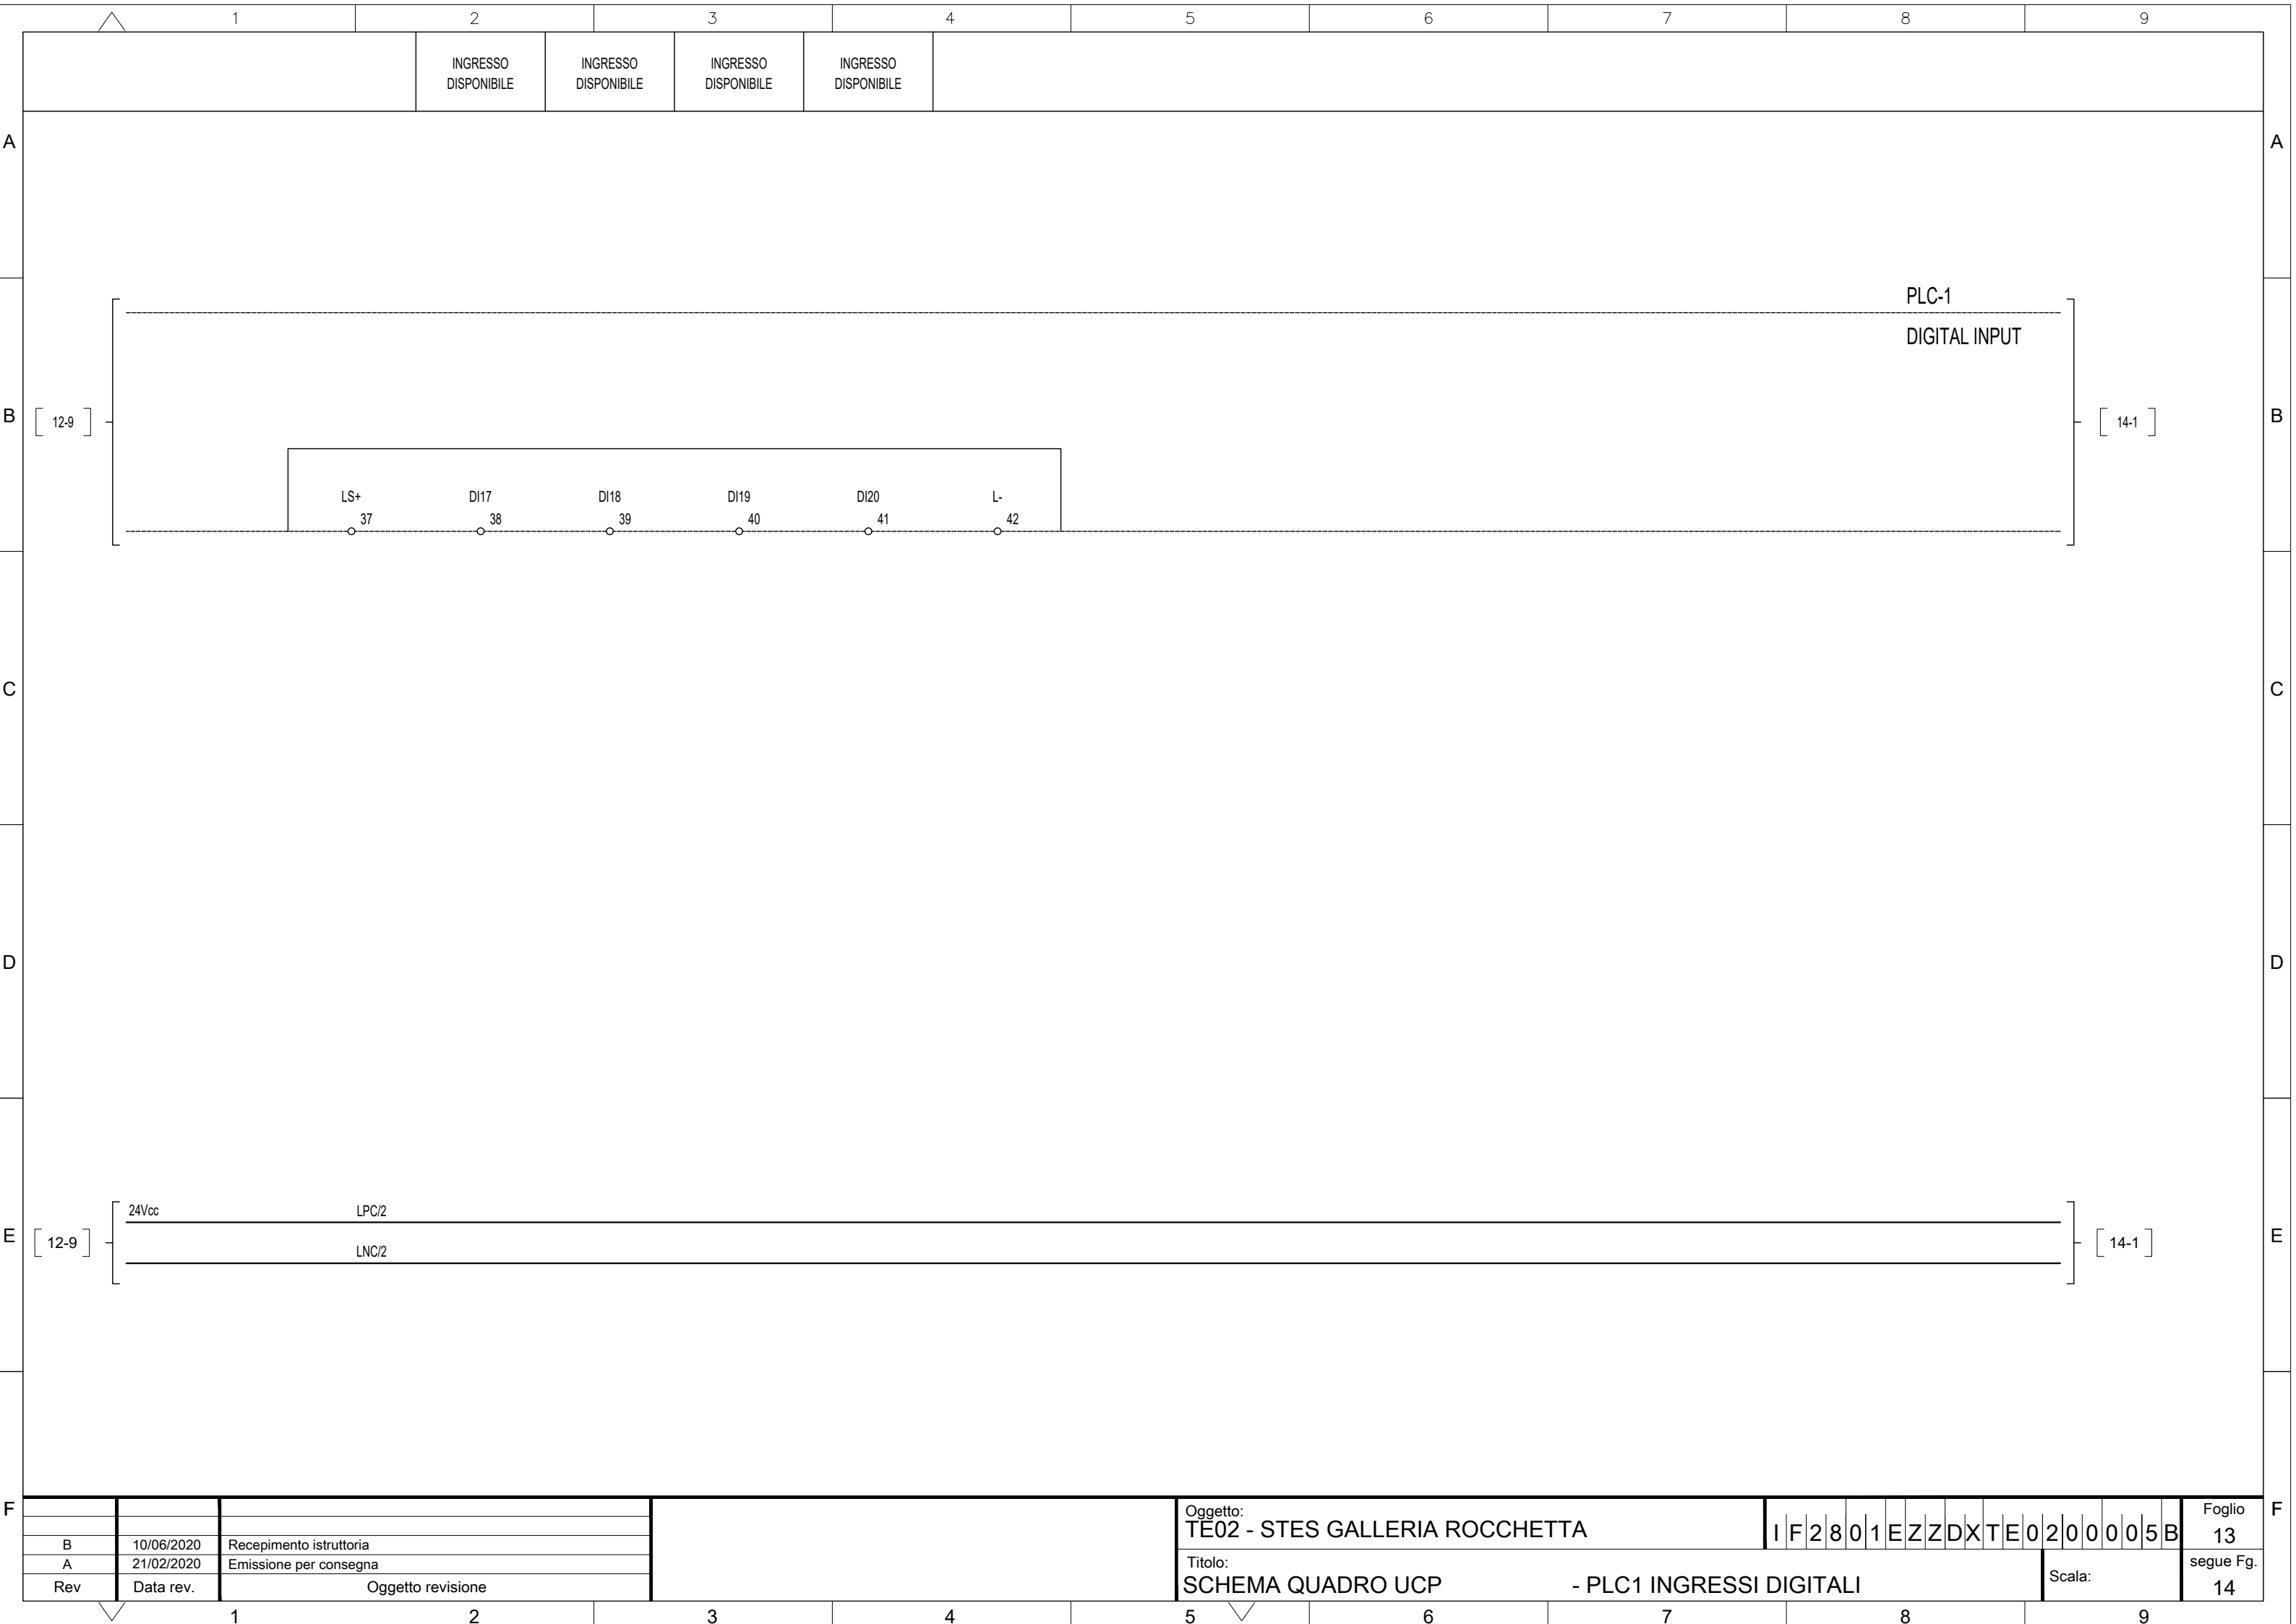 1 2 3 4 5 6 7 8 9
INGRESSO DISPONIBILE
INGRESSO DISPONIBILE
INGRESSO DISPONIBILE
INGRESSO DISPONIBILE
A A
PLC-1
DIGITAL INPUT
B 12-9 14-1 B
LS+ DI17 DI18 DI19 DI20 L-
37 38 39 40 41 42
C C
D D
24Vcc LPC/2
E 12-9 14-1 E
LNC/2
F F
Oggetto:
TE02 - STES GALLERIA ROCCHETTA
IF2801EZZDXTE0200005B
Foglio
13
B 10/06/2020 Recepimento istruttoria
A 21/02/2020 Emissione per consegna
Rev Data rev. Oggetto revisione
Titolo:
SCHEMA QUADRO UCP - PLC1 INGRESSI DIGITALI
Scala:
segue Fg.
14
1 2 3 4 5 6 7 8 9